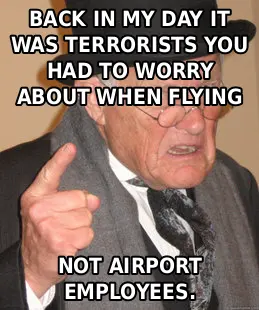 BACK IN MY DAY IT
WAS TERRORISTS YOU
HAD TO WORRY
ABOUT WHEN FLYING
NOT AIRPORT
EMPLOYEES.